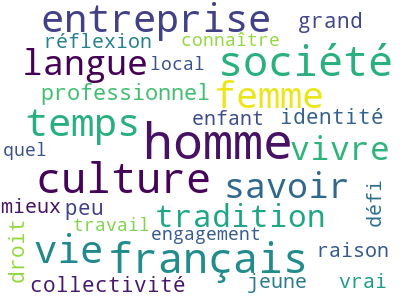 entreprise
grand
réflexion
connaître
langue
local
société
professionnel
femme
temps
enfant
identité
homme
vivre
quel
culture
savoir
mieux
peu
tradition
défi
travail
engagement
droit
vie
français
raison
collectivité
jeune
vrai